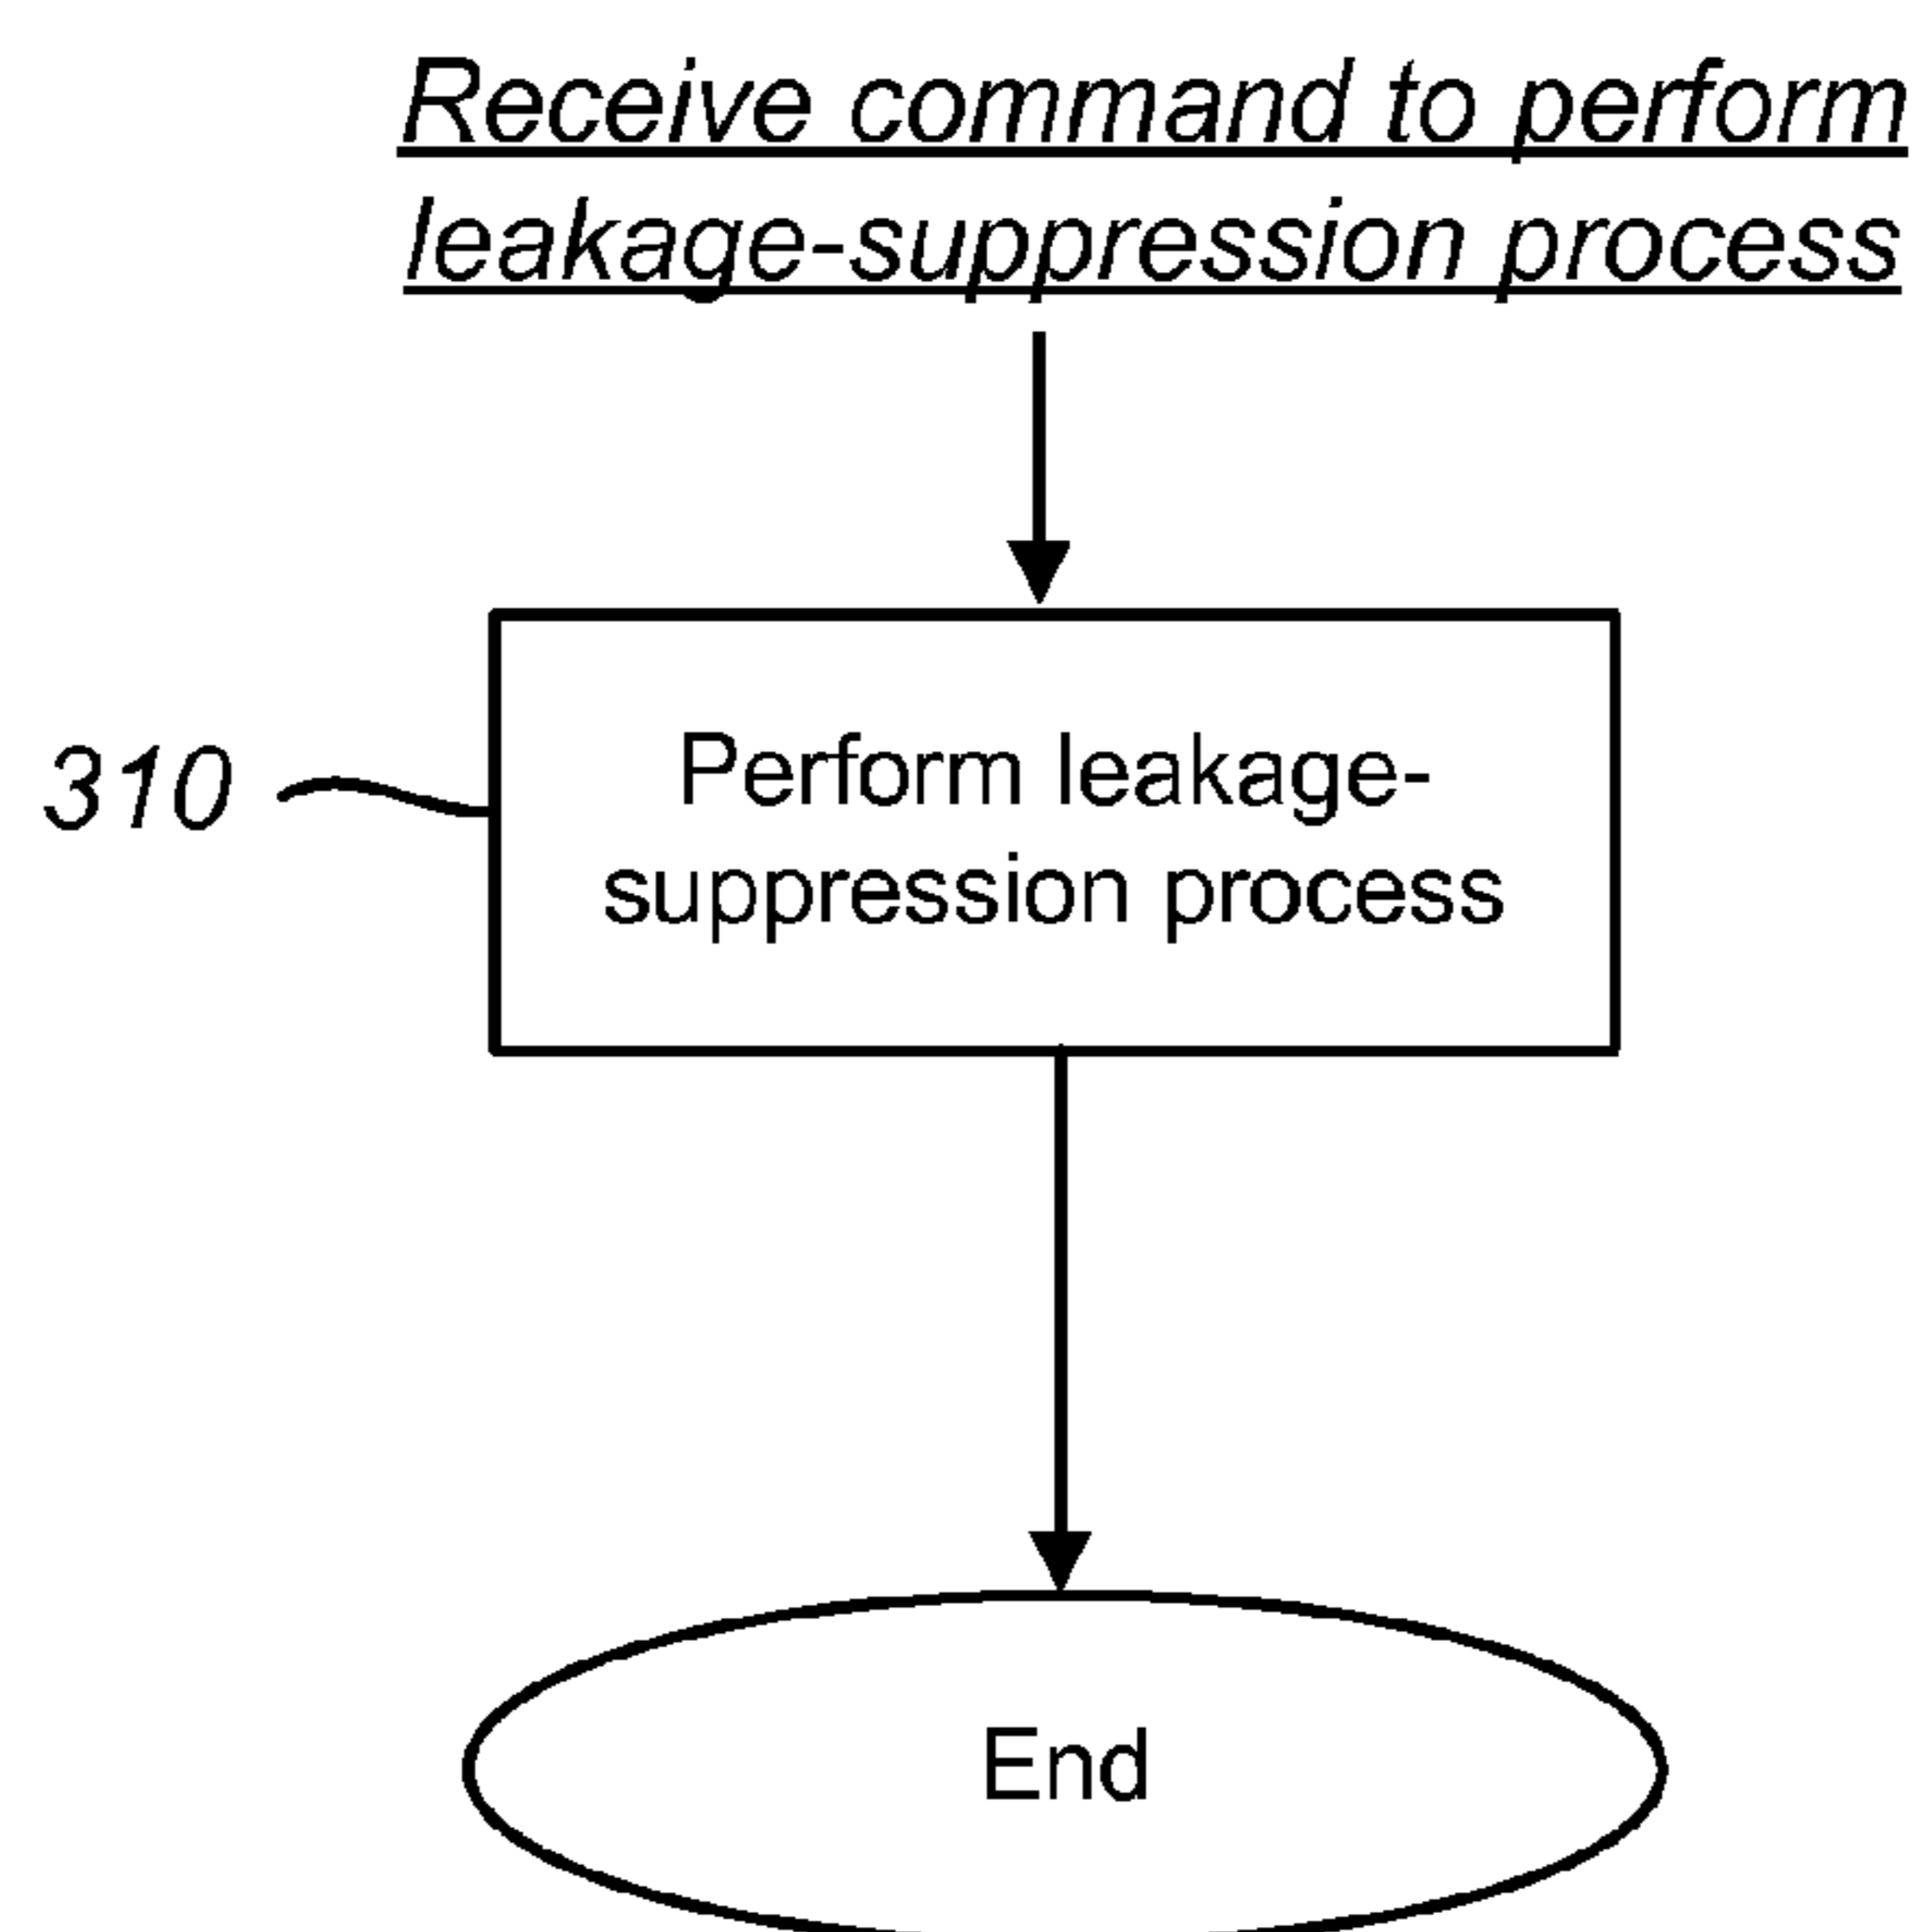 Receive command to perform
leakage-suppression process
310
Perform leakage-
suppression process
End